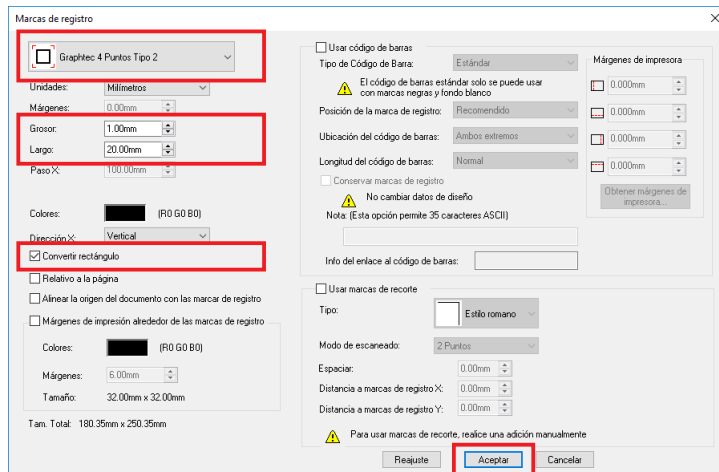 Marcas de registro
Graphtec 4 Puntos Tipo 2
Unidades: Milímetros
Márgenes: 0.00mm
Grosor: 1.00mm
Largo: 20.00mm
Paso X: 100.00mm
Colores: (R0 G0 B0)
Dirección X: Vertical
Convertir rectángulo
Relativo a la página
Alinear la origen del documento con las marcar de registro
Márgenes de impresión alrededor de las marcas de registro
Colores: (R0 G0 B0)
Márgenes: 6.00mm
Tamaño: 32.00mm x 32.00mm
Tam. Total: 180.35mm x 250.35mm
Usar código de barras
Tipo de Código de Barra: Estándar
El código de barras estándar solo se puede usar
con marcas negras y fondo blanco
Posición de la marca de registro: Recomendido
Ubicación del código de barras: Ambos extremos
Longitud del código de barras: Normal
Conservar marcas de registro
No cambiar datos de diseño
Nota: (Esta opción permite 35 caracteres ASCII)
Info del enlace al código de barras:
Márgenes de impresora
0.000mm
0.000mm
0.000mm
0.000mm
Obtener márgenes de
impresora...
Usar marcas de recorte
Tipo: Estilo romano
Modo de escaneado: 2 Puntos
Espaciar: 0.00mm
Distancia a marcas de registro X: 0.00mm
Distancia a marcas de registro Y: 0.00mm
Para usar marcas de recorte, realice una adición manualmente
Reajuste Aceptar Cancelar